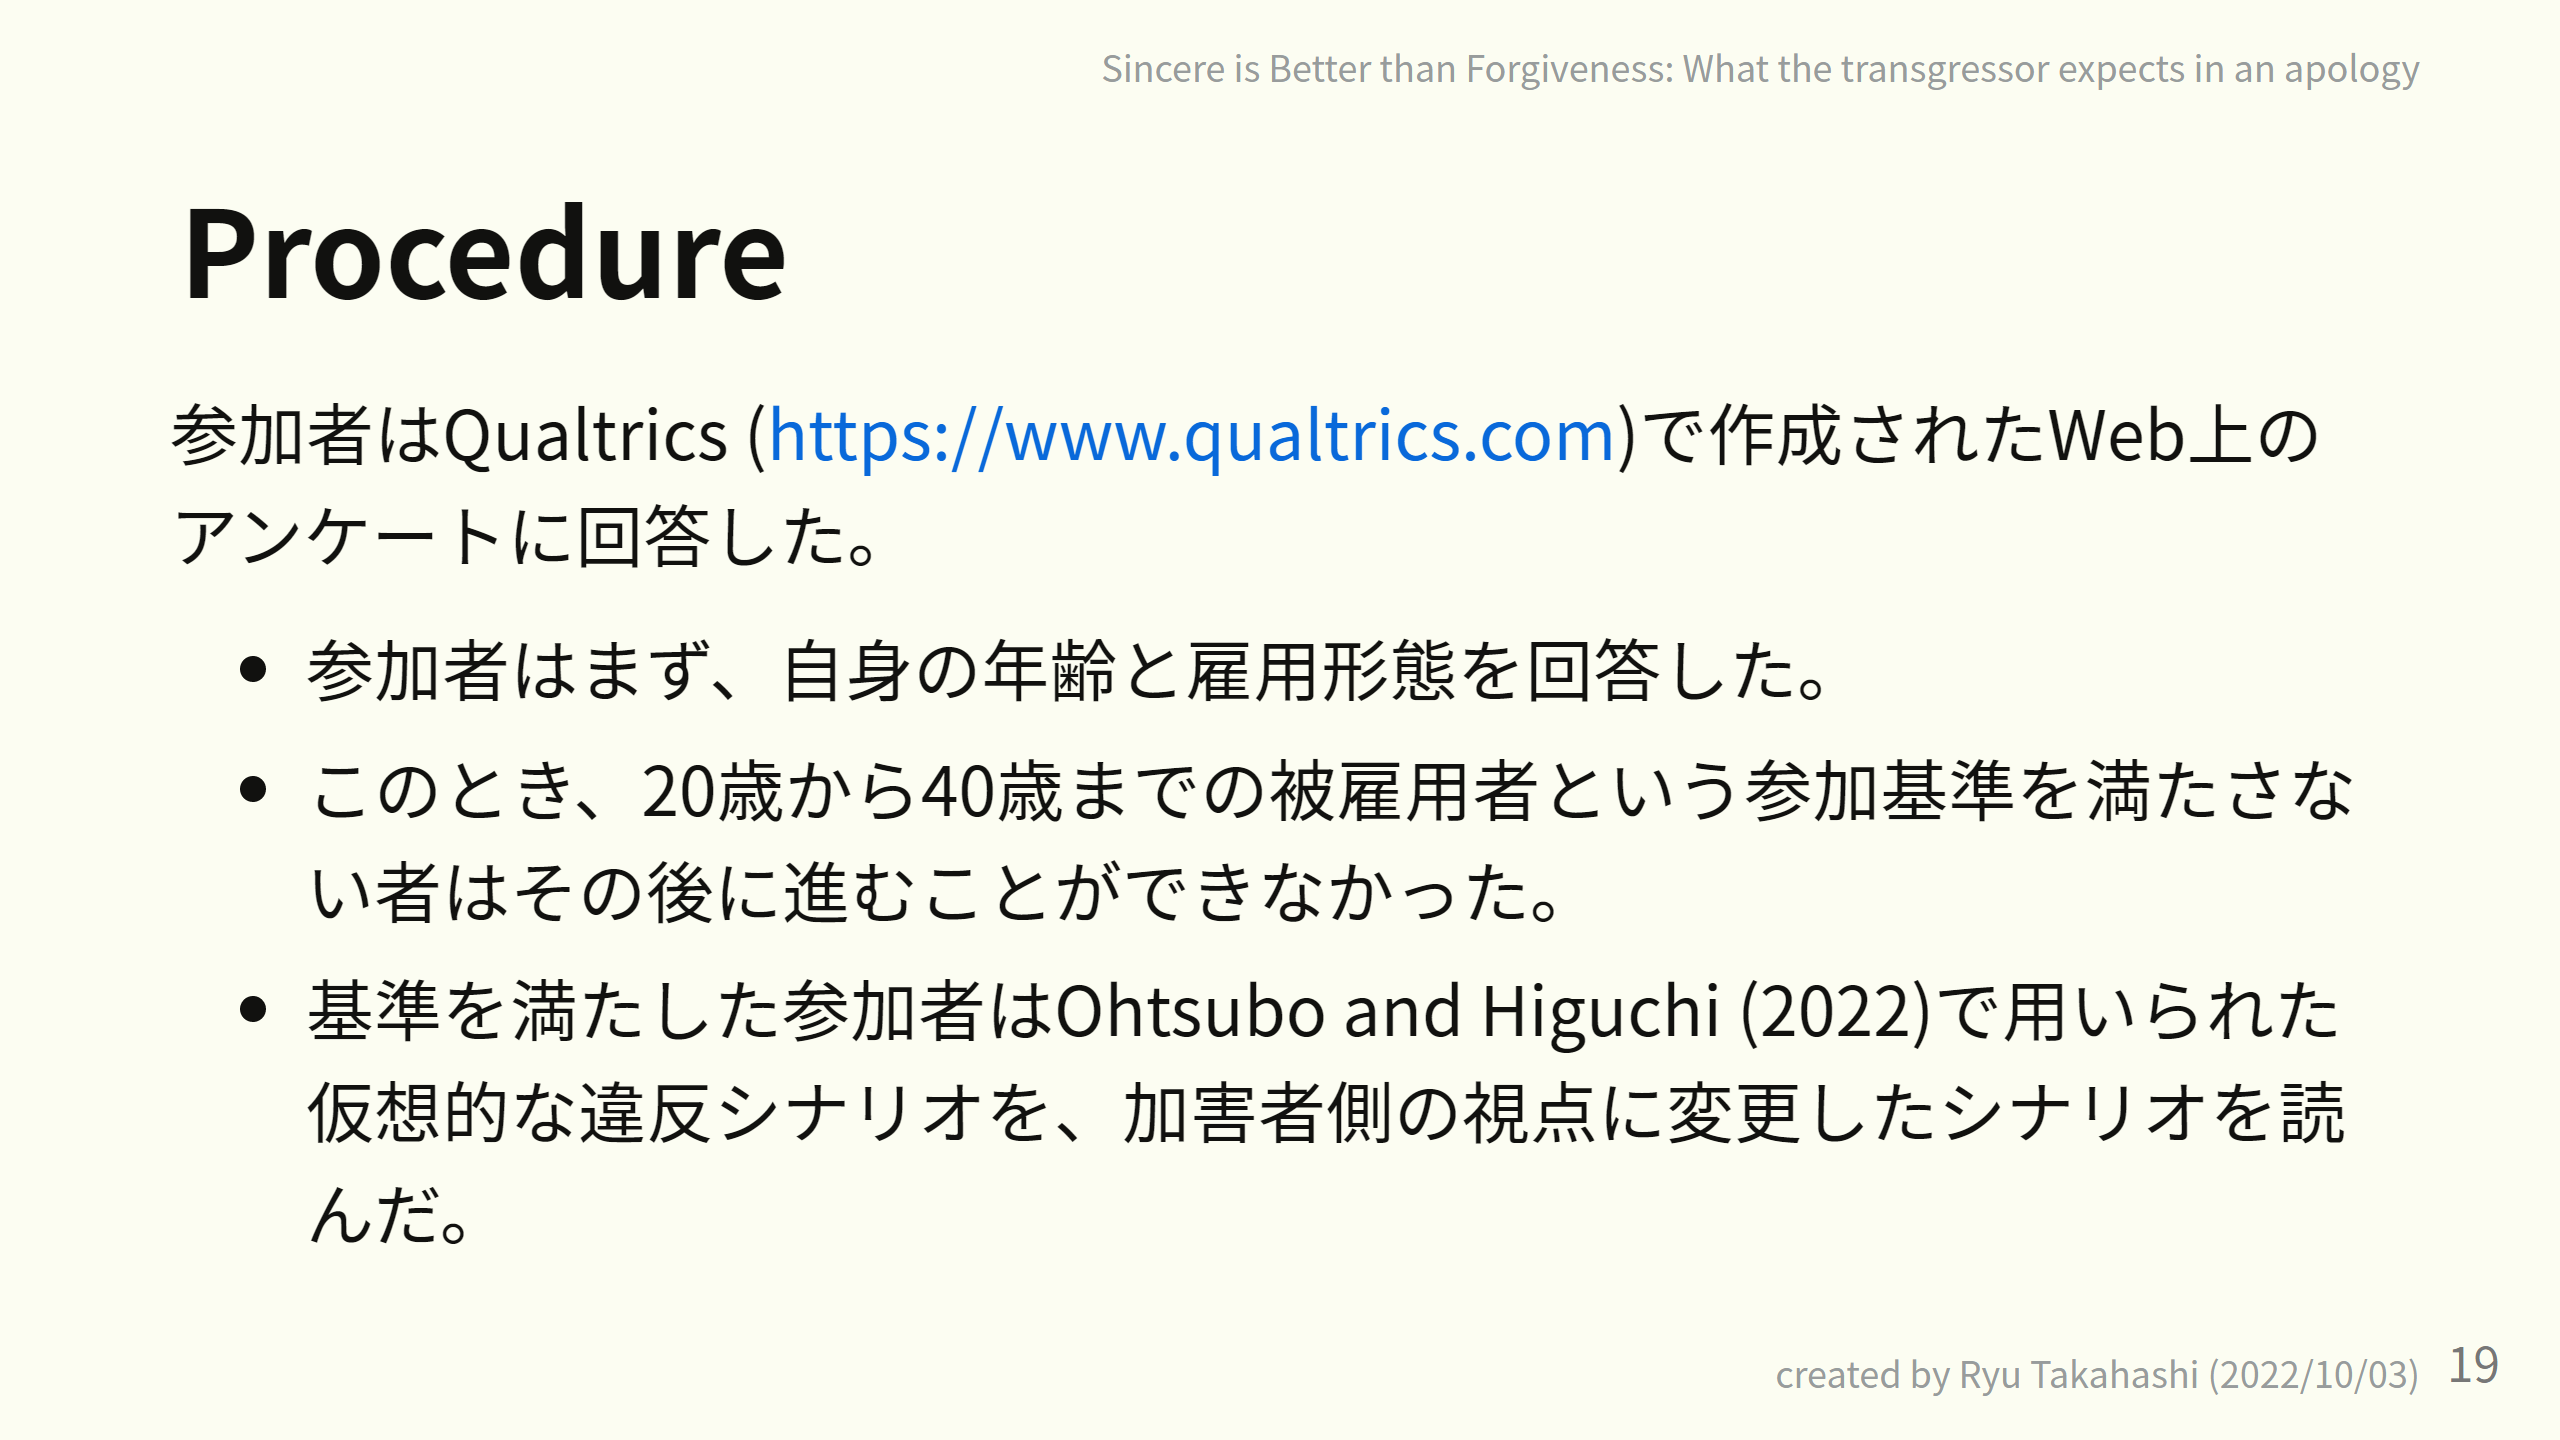 Sincere is Better than Forgiveness: What the transgressor expects in an apology
Procedure
参加者はQualtrics (https://www.qualtrics.com)で作成されたWeb上の
アンケートに回答した。
• 参加者はまず、自身の年齢と雇用形態を回答した。
• このとき、20歳から40歳までの被雇用者という参加基準を満たさな
い者はその後に進むことができなかった。
• 基準を満たした参加者はOhtsubo and Higuchi (2022)で用いられた
仮想的な違反シナリオを、加害者側の視点に変更したシナリオを読
んだ。
created by Ryu Takahashi (2022/10/03) 19